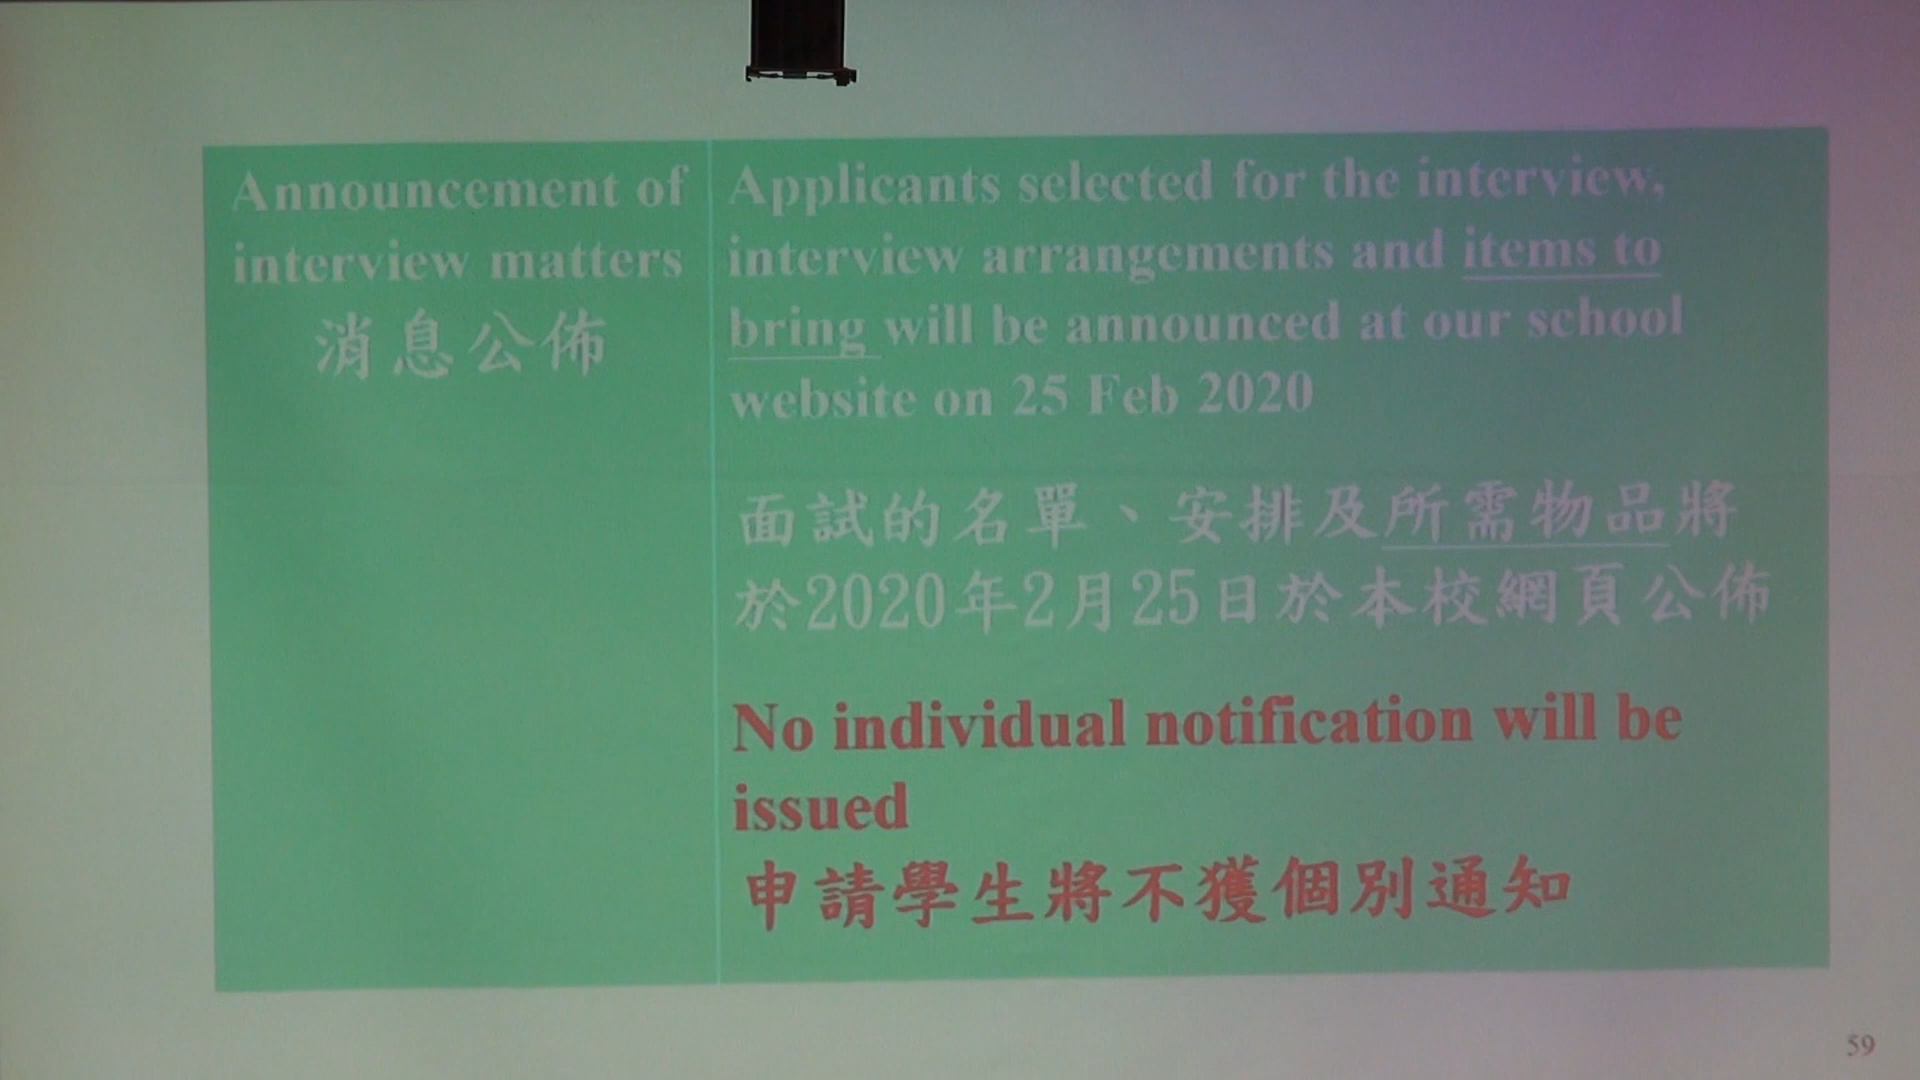 Announcement of
interview matters
消息公佈
Applicants selected for the interview,
interview arrangements and items to
bring will be announced at our school
website on 25 Feb 2020
面試的名單、安排及所需物品將
於2020年2月25日於本校網頁公佈
No individual notification will be
issued
申請學生將不獲個別通知
59